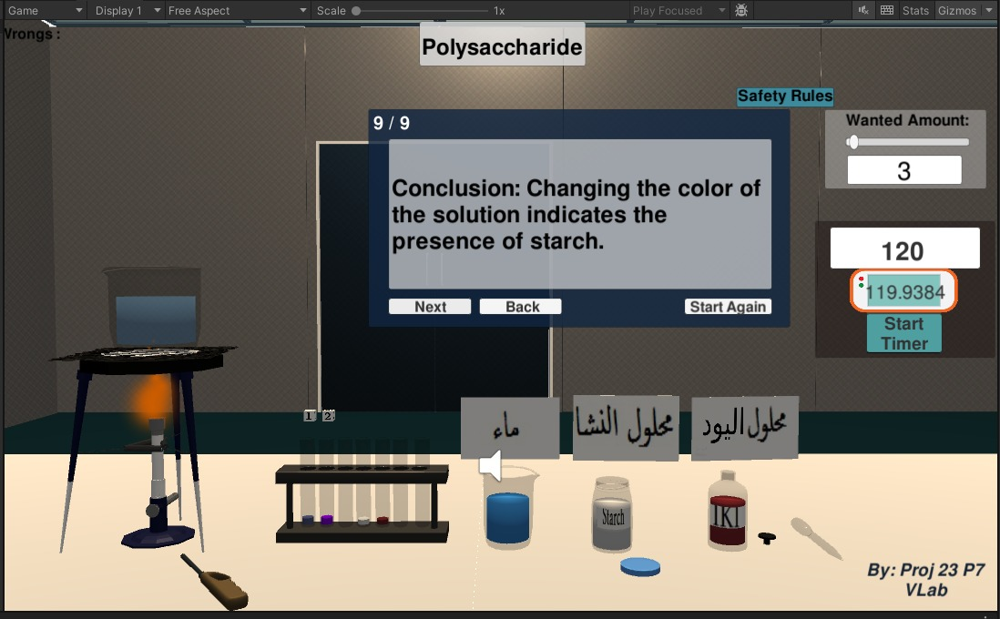 Game Display 1 Free Aspect Scale 1x Play Focused Stats Gizmos
Wrongs :
Polysaccharide
Safety Rules
9 / 9
Wanted Amount:
3
Conclusion: Changing the color of
the solution indicates the
presence of starch.
120
119.9384
Next Back Start Again
Start
Timer
1 2
ماء
محلول النشا
محلول اليود
Starch
IKI
By: Proj 23 P7
VLab